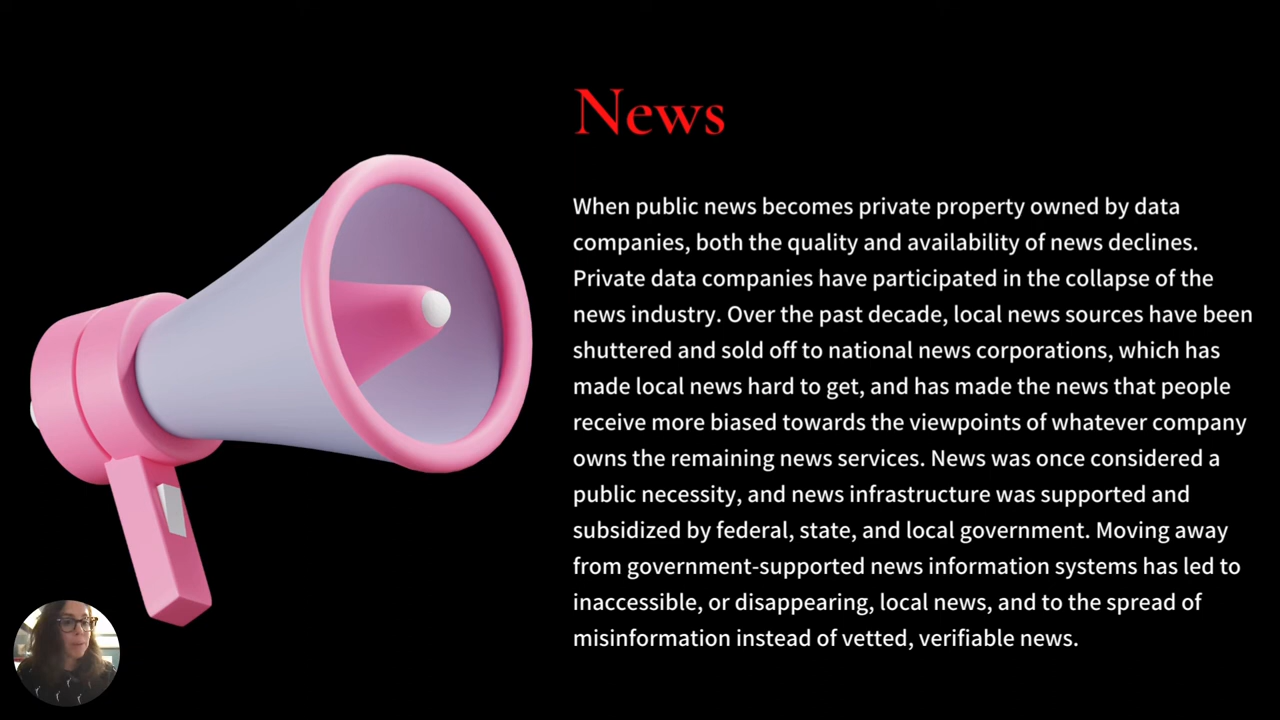 News
When public news becomes private property owned by data
companies, both the quality and availability of news declines.
Private data companies have participated in the collapse of the
news industry. Over the past decade, local news sources have been
shuttered and sold off to national news corporations, which has
made local news hard to get, and has made the news that people
receive more biased towards the viewpoints of whatever company
owns the remaining news services. News was once considered a
public necessity, and news infrastructure was supported and
subsidized by federal, state, and local government. Moving away
from government-supported news information systems has led to
inaccessible, or disappearing, local news, and to the spread of
misinformation instead of vetted, verifiable news.